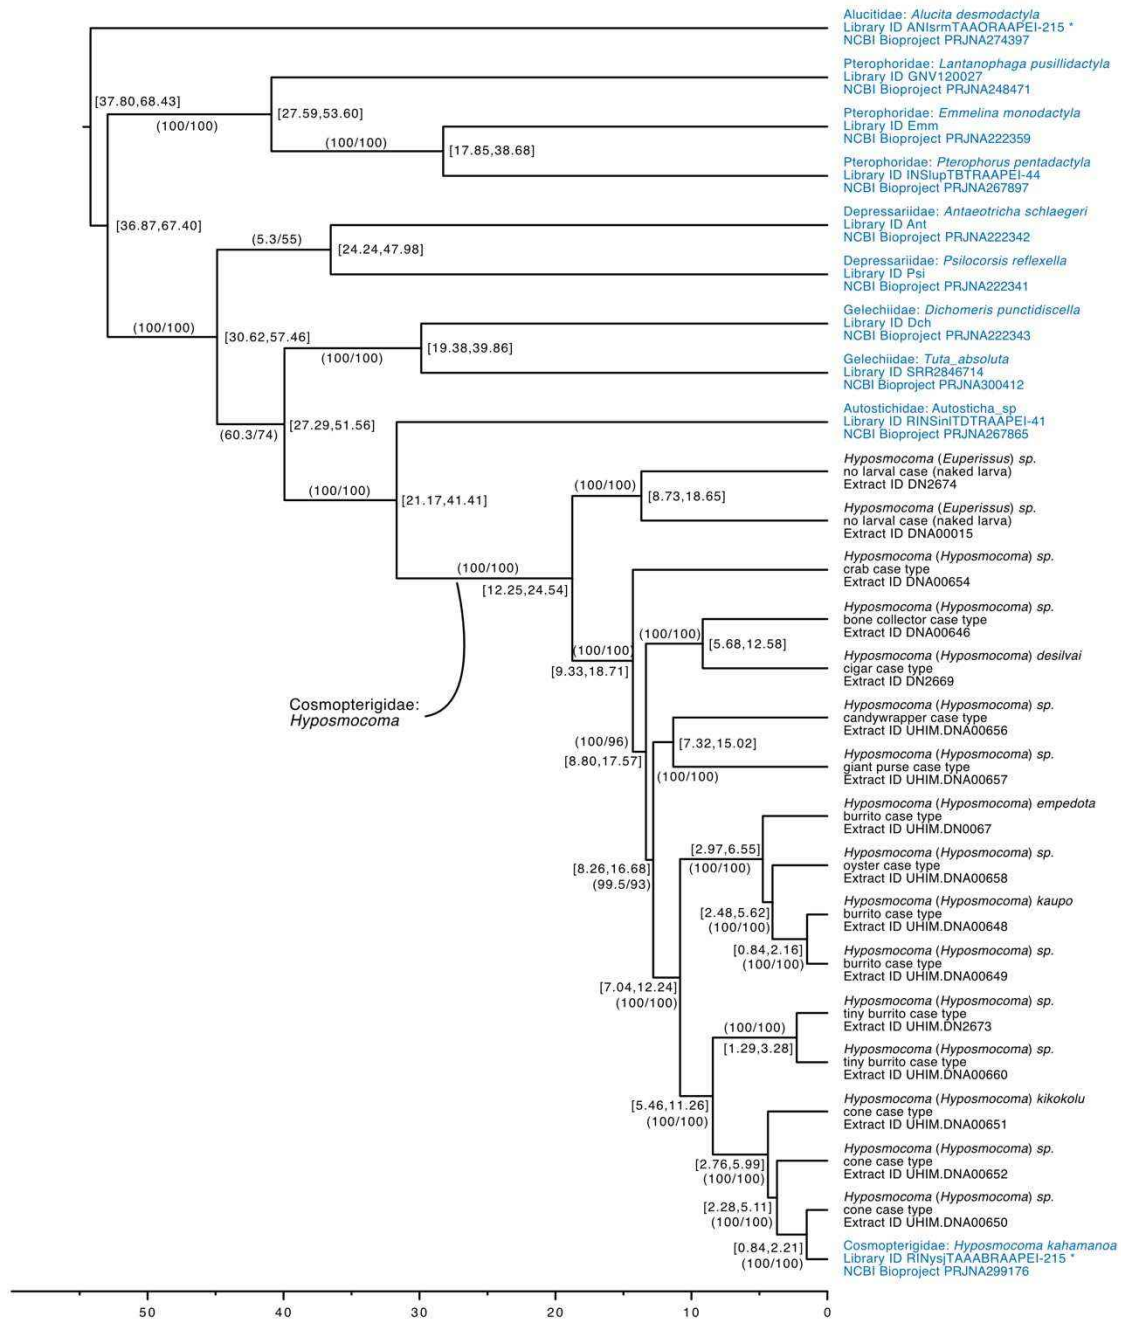 Alucitidae: Alucita desmodactyla
Library ID ANIsrmTAAORAAPEI-215 *
NCBI Bioproject PRJNA274397
Pterophoridae: Lantanophaga pusillidactyla
Library ID GNV120027
NCBI Bioproject PRJNA248471
[37.80,68.43]
(100/100)
[27.59,53.60]
Pterophoridae: Emmelina monodactyla
Library ID Emm
NCBI Bioproject PRJNA222359
(100/100)
[17.85,38.68]
Pterophoridae: Pterophorus pentadactyla
Library ID INSlupTBTRAAPEI-44
NCBI Bioproject PRJNA267897
[36.87,67.40]
Depressariidae: Antaeotricha schlaegeri
Library ID Ant
NCBI Bioproject PRJNA222342
(5.3/55)
[24.24,47.98]
Depressariidae: Psilocorsis reflexella
Library ID Psi
NCBI Bioproject PRJNA222341
(100/100)
[30.62,57.46]
Gelechiidae: Dichomeris punctidiscella
Library ID Dch
NCBI Bioproject PRJNA222343
(100/100)
[19.38,39.86]
Gelechiidae: Tuta_absoluta
Library ID SRR2846714
NCBI Bioproject PRJNA300412
(60.3/74)
[27.29,51.56]
Autostichidae: Autosticha_sp
Library ID RINSinlTDTRAAPEI-41
NCBI Bioproject PRJNA267865
(100/100)
[21.17,41.41]
Hyposmocoma (Euperissus) sp.
no larval case (naked larva)
Extract ID DN2674
(100/100)
[8.73,18.65]
Hyposmocoma (Euperissus) sp.
no larval case (naked larva)
Extract ID DNA00015
(100/100)
[12.25,24.54]
Hyposmocoma (Hyposmocoma) sp.
crab case type
Extract ID DNA00654
Hyposmocoma (Hyposmocoma) sp.
bone collector case type
Extract ID DNA00646
(100/100)
[5.68,12.58]
(100/100)
[9.33,18.71]
Hyposmocoma (Hyposmocoma) desilvai
cigar case type
Extract ID DN2669
Cosmopterigidae:
Hyposmocoma
Hyposmocoma (Hyposmocoma) sp.
candywrapper case type
Extract ID UHIM.DNA00656
(100/96)
[8.80,17.57]
[7.32,15.02]
(100/100)
Hyposmocoma (Hyposmocoma) sp.
giant purse case type
Extract ID UHIM.DNA00657
Hyposmocoma (Hyposmocoma) empedota
burrito case type
Extract ID UHIM.DN0067
[2.97,6.55]
(100/100)
[8.26,16.68]
(99.5/93)
Hyposmocoma (Hyposmocoma) sp.
oyster case type
Extract ID UHIM.DNA00658
[2.48,5.62]
(100/100)
Hyposmocoma (Hyposmocoma) kaupo
burrito case type
Extract ID UHIM.DNA00648
[0.84,2.16]
(100/100)
Hyposmocoma (Hyposmocoma) sp.
burrito case type
Extract ID UHIM.DNA00649
[7.04,12.24]
(100/100)
Hyposmocoma (Hyposmocoma) sp.
tiny burrito case type
Extract ID UHIM.DN2673
(100/100)
[1.29,3.28]
Hyposmocoma (Hyposmocoma) sp.
tiny burrito case type
Extract ID UHIM.DNA00660
[5.46,11.26]
(100/100)
Hyposmocoma (Hyposmocoma) kikokolu
cone case type
Extract ID UHIM.DNA00651
[2.76,5.99]
(100/100)
Hyposmocoma (Hyposmocoma) sp.
cone case type
Extract ID UHIM.DNA00652
[2.28,5.11]
(100/100)
Hyposmocoma (Hyposmocoma) sp.
cone case type
Extract ID UHIM.DNA00650
[0.84,2.21]
(100/100)
Cosmopterigidae: Hyposmocoma kahamanoa
Library ID RINysjTAAABRAAPEI-215 *
NCBI Bioproject PRJNA299176
50 40 30 20 10 0